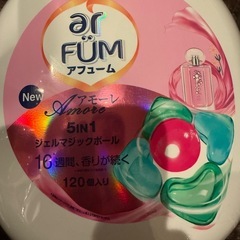 ar
FÜM
アフューム
New
アモーレ
Amore
5IN1
ジェルマジックボール
16週間、香りが続く
120個入り